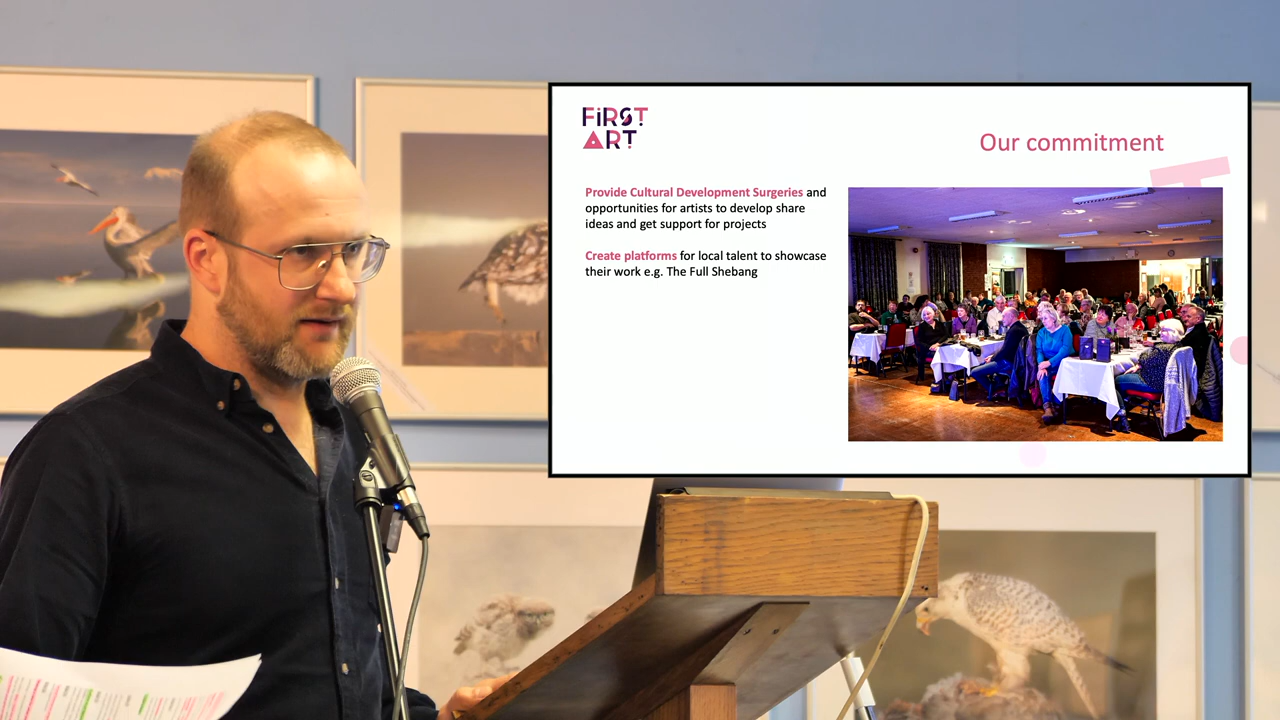 FiRST
ART
Our commitment
Provide Cultural Development Surgeries and
opportunities for artists to develop share
ideas and get support for projects
Create platforms for local talent to showcase
their work e.g. The Full Shebang